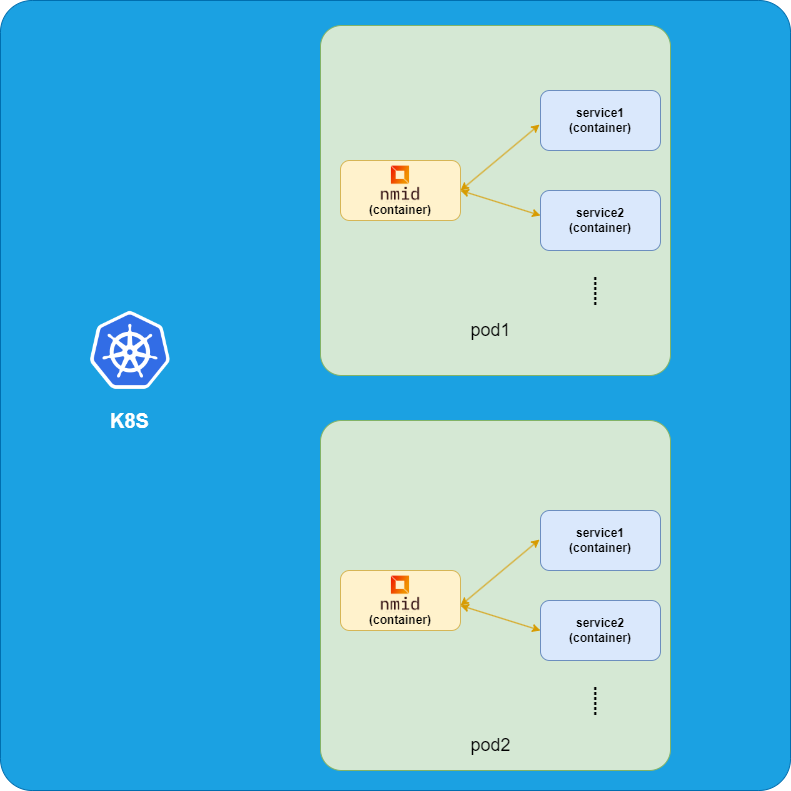 service1
(container)
nmid
(container)
service2
(container)
pod1
K8S
service1
(container)
nmid
(container)
service2
(container)
pod2